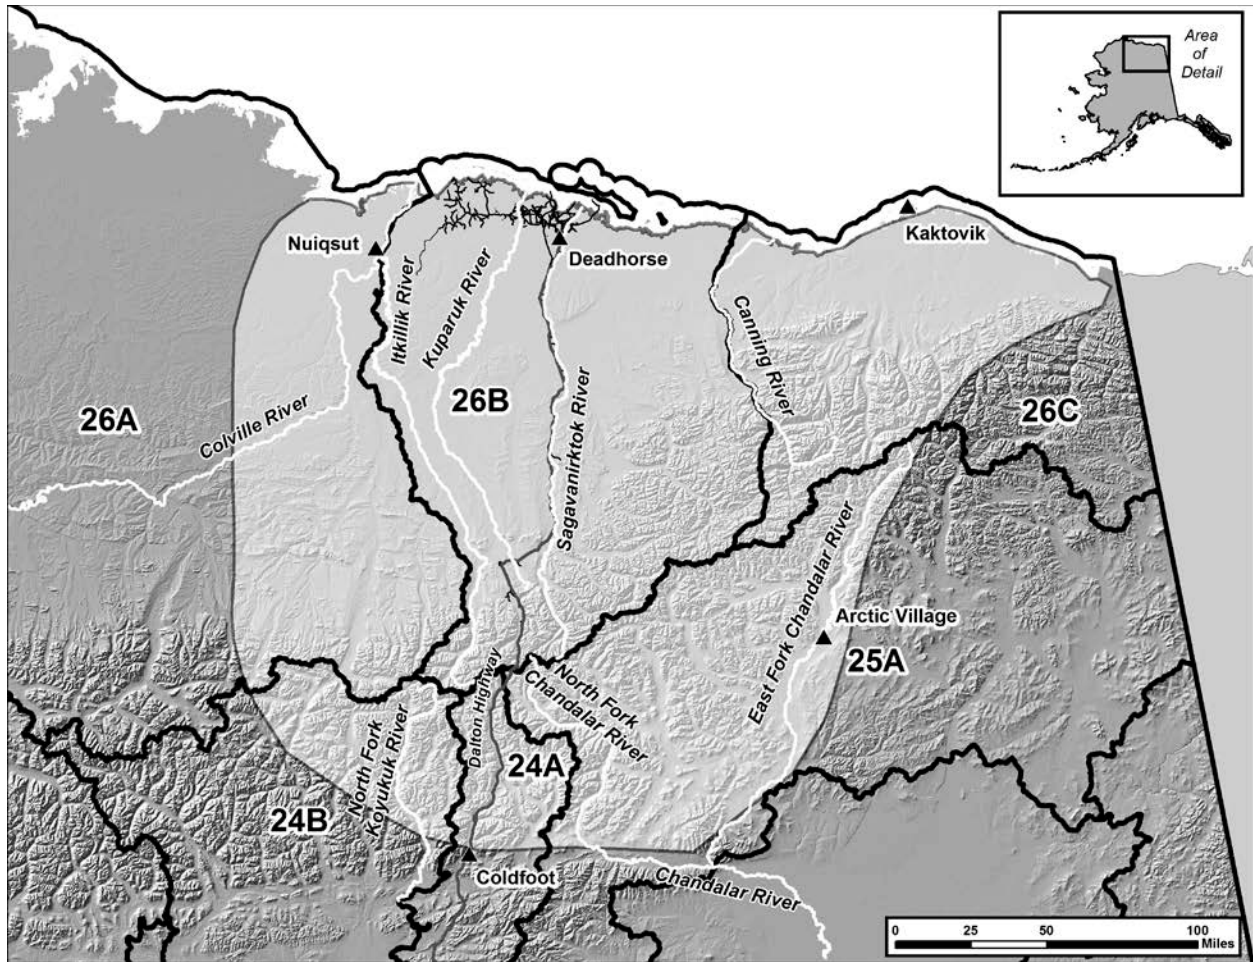 Area
of
Detail
Nuiqsut
Deadhorse
Kaktovik
Itkillik River
Kuparuk River
Sagavanirktok River
Canning River
26A
26B
26C
Colville River
East Fork Chandalar River
Arctic Village
25A
Dalton Highway
North Fork
Chandalar River
North Fork
Koyukuk River
24A
24B
Coldfoot
Chandalar River
0 25 50 100
Miles